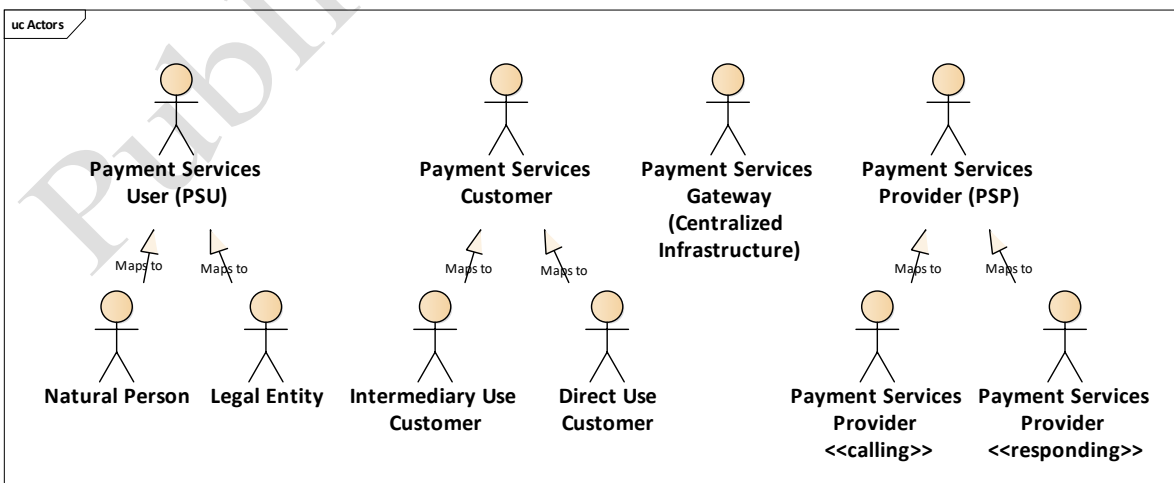 uc Actors
Publi
Payment Services
User (PSU)
Payment Services
Customer
Payment Services
Gateway
(Centralized
Infrastructure)
Payment Services
Provider (PSP)
Maps to
Maps to
Maps to
Maps to
Maps to
Maps to
Natural Person
Legal Entity
Intermediary Use
Customer
Direct Use
Customer
Payment Services
Provider
<<calling>>
Payment Services
Provider
<<responding>>